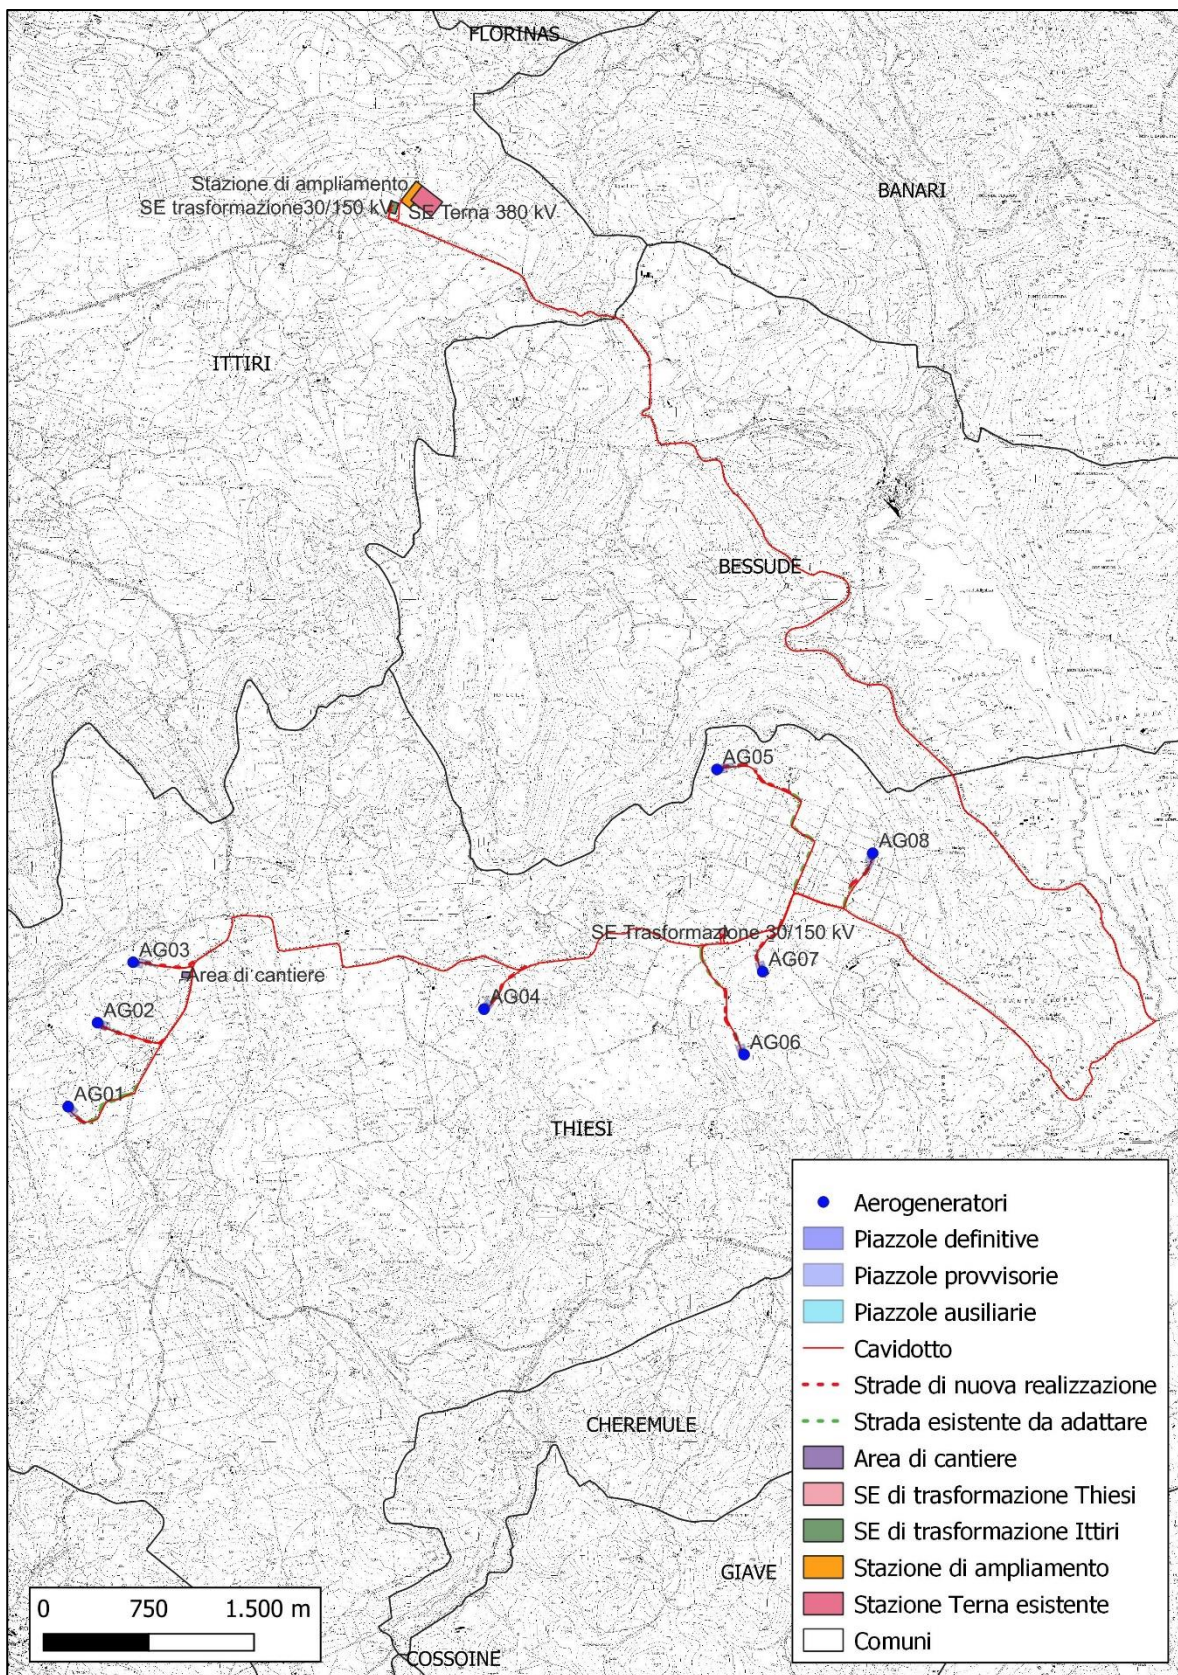 FLORINAS
BANARI
Stazione di ampliamento
SE trasformazione30/150 kV
SE Terna 380 kV
ITTIRI
BESSUDE
AG05
AG08
SE Trasformazione 30/150 kV
AG03
Area di cantiere
AG07
AG04
AG02
AG06
AG01
THIESI
CHEREMULE
GIAVE
COSSOINE
Aerogeneratori
Piazzole definitive
Piazzole provvisorie
Piazzole ausiliarie
Cavidotto
Strade di nuova realizzazione
Strada esistente da adattare
Area di cantiere
SE di trasformazione Thiesi
SE di trasformazione Ittiri
Stazione di ampliamento
Stazione Terna esistente
Comuni
0 750 1.500 m